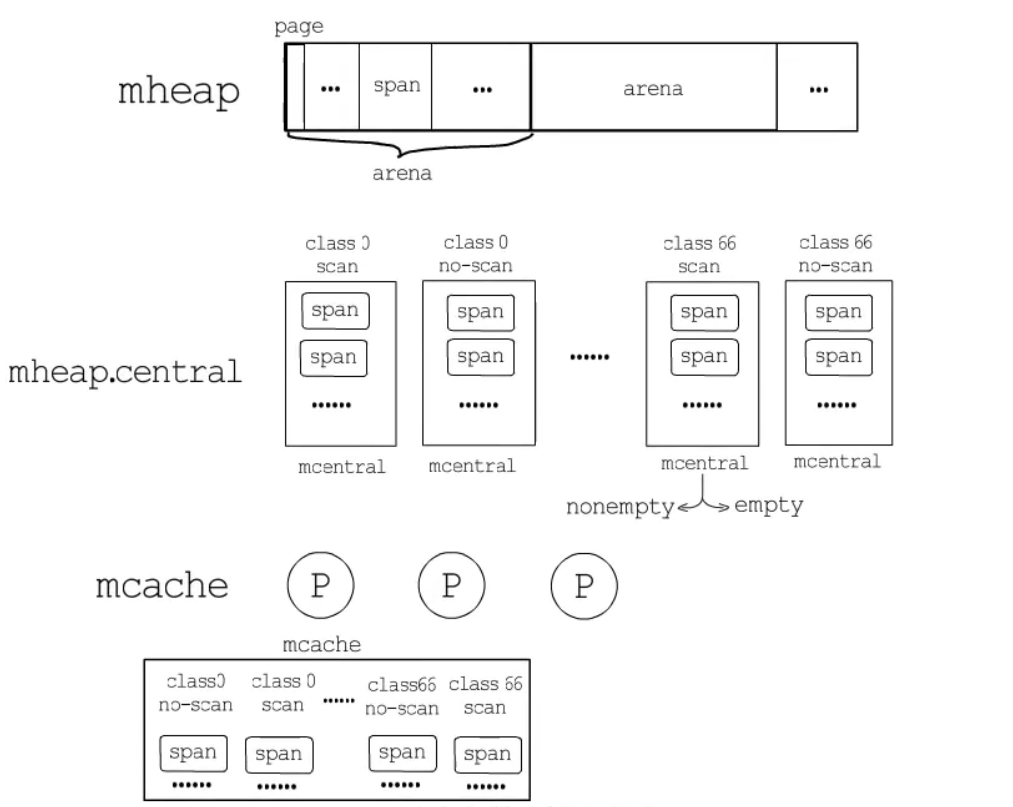 page
mheap
... span ... arena ...
arena
class 0 class 0 class 66 class 66
scan no-scan scan no-scan
span span span span
mheap.central
span span ...... span span
...... ...... ...... ......
mcentral mcentral mcentral mcentral
nonempty empty
mcache
P P P
mcache
class0 class 0 ...... class66 class 66
no-scan scan no-scan scan
span span span span
...... ...... ...... ......